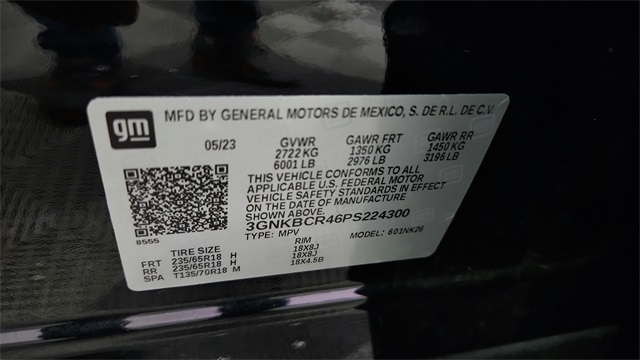 gm MFD BY GENERAL MOTORS DE MEXICO, S. DE R.L. DE C.V.
05/23 GVWR GAWR FRT GAWR RR
2722 KG 1350 KG 1450 KG
6001 LB 2976 LB 3196 LB
THIS VEHICLE CONFORMS TO ALL
APPLICABLE U.S. FEDERAL MOTOR
VEHICLE SAFETY STANDARDS IN EFFECT
ON THE DATE OF MANUFACTURE
SHOWN ABOVE.
3GNKBCR46PS224300
8555 TYPE: MPV MODEL: 601NK26
TIRE SIZE RIM
FRT 235/65R18 H 18X8J
RR 235/65R18 H 18X8J
SPA T135/70R18 M 18X4.5B